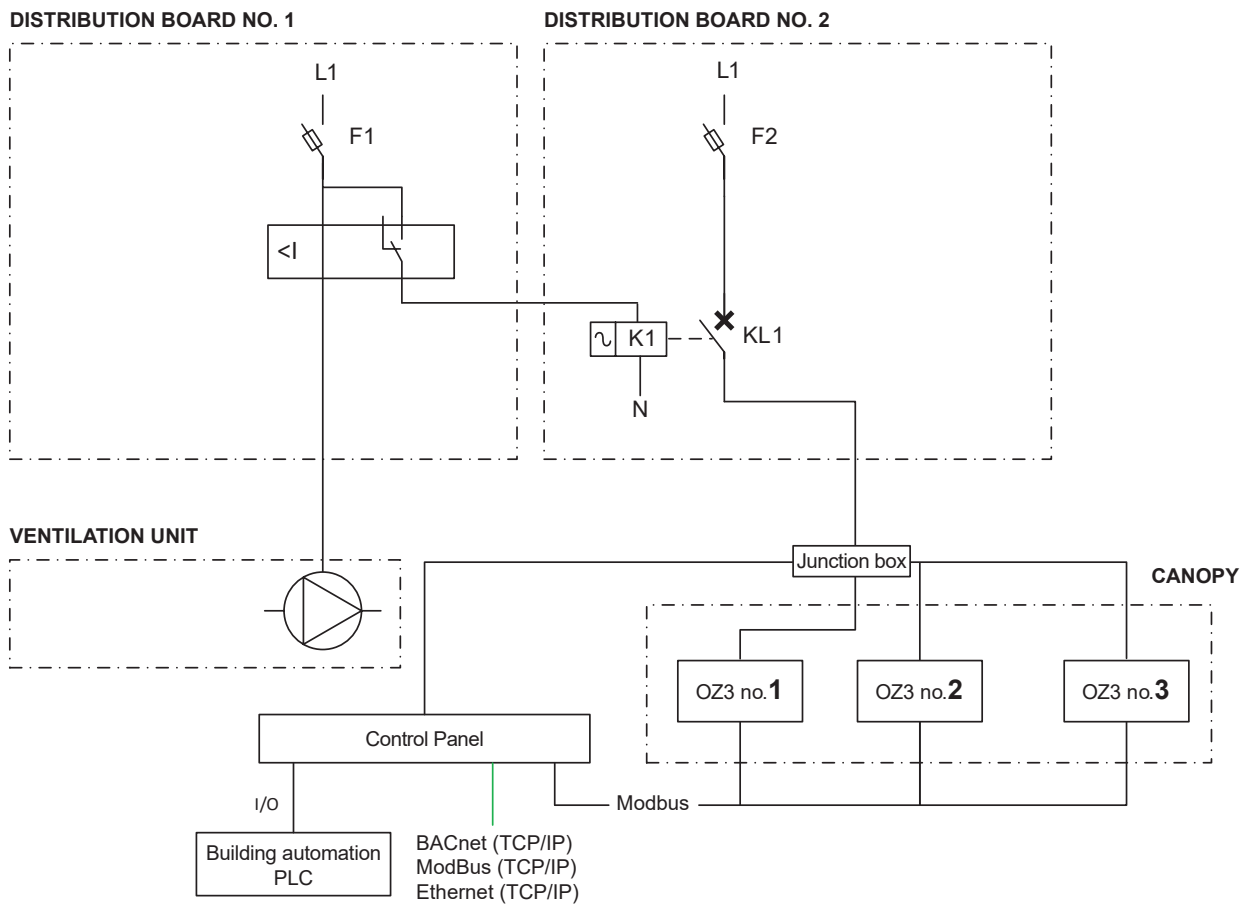 DISTRIBUTION BOARD NO. 1
DISTRIBUTION BOARD NO. 2
L1
L1
F1
F2
<I
K1
KL1
N
VENTILATION UNIT
Junction box
CANOPY
OZ3 no.1
OZ3 no.2
OZ3 no.3
Control Panel
I/O
Modbus
Building automation
PLC
BACnet (TCP/IP)
ModBus (TCP/IP)
Ethernet (TCP/IP)